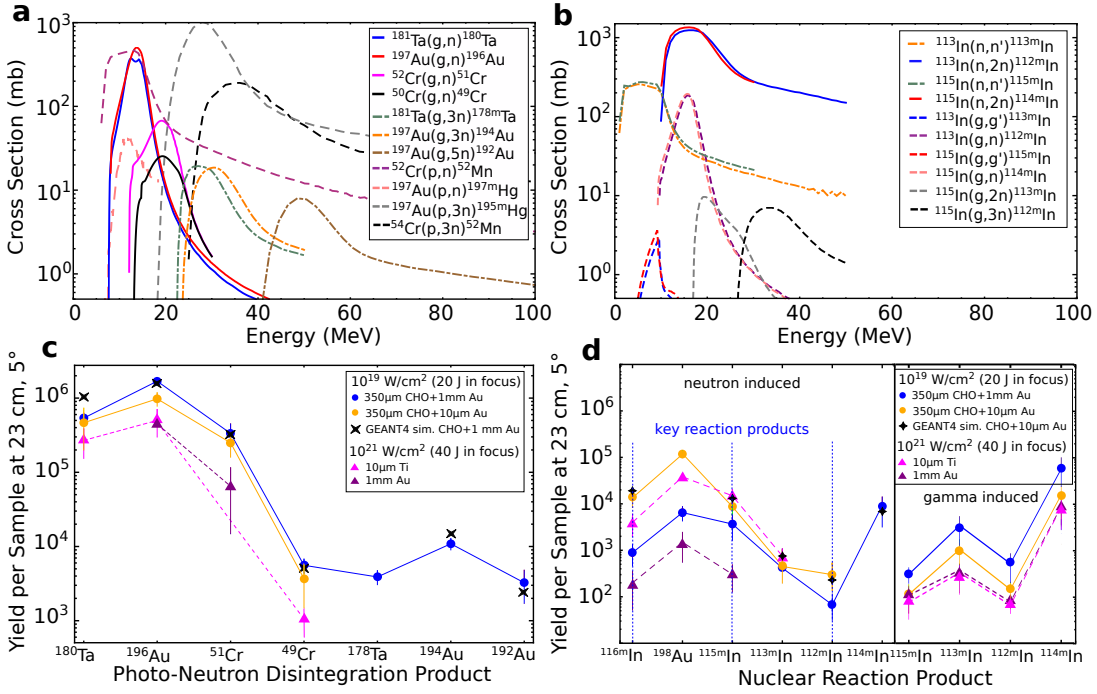 a
Cross Section (mb)
10³
10²
10¹
10⁰
0 20 40 60 80 100
Energy (MeV)
¹⁸¹Ta(g,n)¹⁸⁰Ta
¹⁹⁷Au(g,n)¹⁹⁶Au
⁵²Cr(g,n)⁵¹Cr
⁵⁰Cr(g,n)⁴⁹Cr
¹⁸¹Ta(g,3n)¹⁷⁸ᵐTa
¹⁹⁷Au(g,3n)¹⁹⁴Au
¹⁹⁷Au(g,5n)¹⁹²Au
⁵²Cr(p,n)⁵²Mn
¹⁹⁷Au(p,n)¹⁹⁷ᵐHg
¹⁹⁷Au(p,3n)¹⁹⁵ᵐHg
⁵⁴Cr(p,3n)⁵²Mn
b
Cross Section (mb)
10³
10²
10¹
10⁰
0 20 40 60 80 100
Energy (MeV)
¹¹³In(n,n')¹¹³ᵐIn
¹¹³In(n,2n)¹¹²ᵐIn
¹¹⁵In(n,n')¹¹⁵ᵐIn
¹¹⁵In(n,2n)¹¹⁴ᵐIn
¹¹³In(g,g')¹¹³ᵐIn
¹¹³In(g,n)¹¹²ᵐIn
¹¹⁵In(g,g')¹¹⁵ᵐIn
¹¹⁵In(g,n)¹¹⁴ᵐIn
¹¹⁵In(g,2n)¹¹³ᵐIn
¹¹⁵In(g,3n)¹¹²ᵐIn
c
Yield per Sample at 23 cm, 5°
10⁶
10⁵
10⁴
10³
10¹⁹ W/cm² (20 J in focus)
350μm CHO+1mm Au
350μm CHO+10μm Au
GEANT4 sim. CHO+1 mm Au
10²¹ W/cm² (40 J in focus)
10μm Ti
1mm Au
¹⁸⁰Ta ¹⁹⁶Au ⁵¹Cr ⁴⁹Cr ¹⁷⁸Ta ¹⁹⁴Au ¹⁹²Au
Photo-Neutron Disintegration Product
d
Yield per Sample at 23 cm, 5°
10⁶
10⁵
10⁴
10³
10²
neutron induced
key reaction products
10¹⁹ W/cm² (20 J in focus)
350μm CHO+1mm Au
350μm CHO+10μm Au
GEANT4 sim. CHO+10μm Au
10²¹ W/cm² (40 J in focus)
10μm Ti
1mm Au
gamma induced
¹¹⁶ᵐIn ¹⁹⁸Au ¹¹⁵ᵐIn ¹¹³ᵐIn ¹¹²ᵐIn ¹¹⁴ᵐIn ¹¹⁵ᵐIn ¹¹³ᵐIn ¹¹²ᵐIn ¹¹⁴ᵐIn
Nuclear Reaction Product